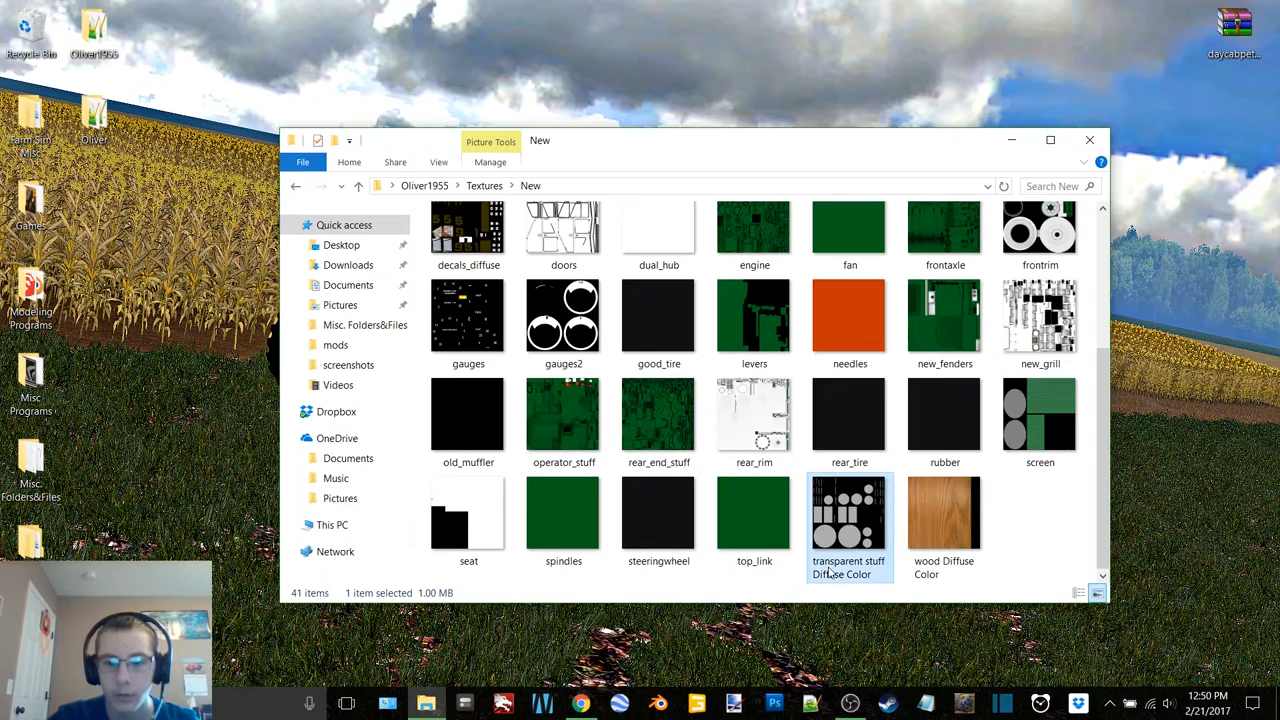 Recycle Bin
Oliver1955
daycabpet...
Farm Sim Misc.
Oliver
Games
Modeling Programs
Misc Programs
Misc. Folders&Files
Picture Tools
New
File
Home
Share
View
Manage
Oliver1955
Textures
New
Search New
Quick access
Desktop
Downloads
Documents
Pictures
Misc. Folders&Files
mods
screenshots
Videos
Dropbox
OneDrive
Documents
Music
Pictures
This PC
Network
decals_diffuse
doors
dual_hub
engine
fan
frontaxle
frontrim
gauges
gauges2
good_tire
levers
needles
new_fenders
new_grill
old_muffler
operator_stuff
rear_end_stuff
rear_rim
rear_tire
rubber
screen
seat
spindles
steeringwheel
top_link
transparent stuff
Diffuse Color
wood Diffuse
Color
41 items
1 item selected 1.00 MB
12:50 PM
2/21/2017